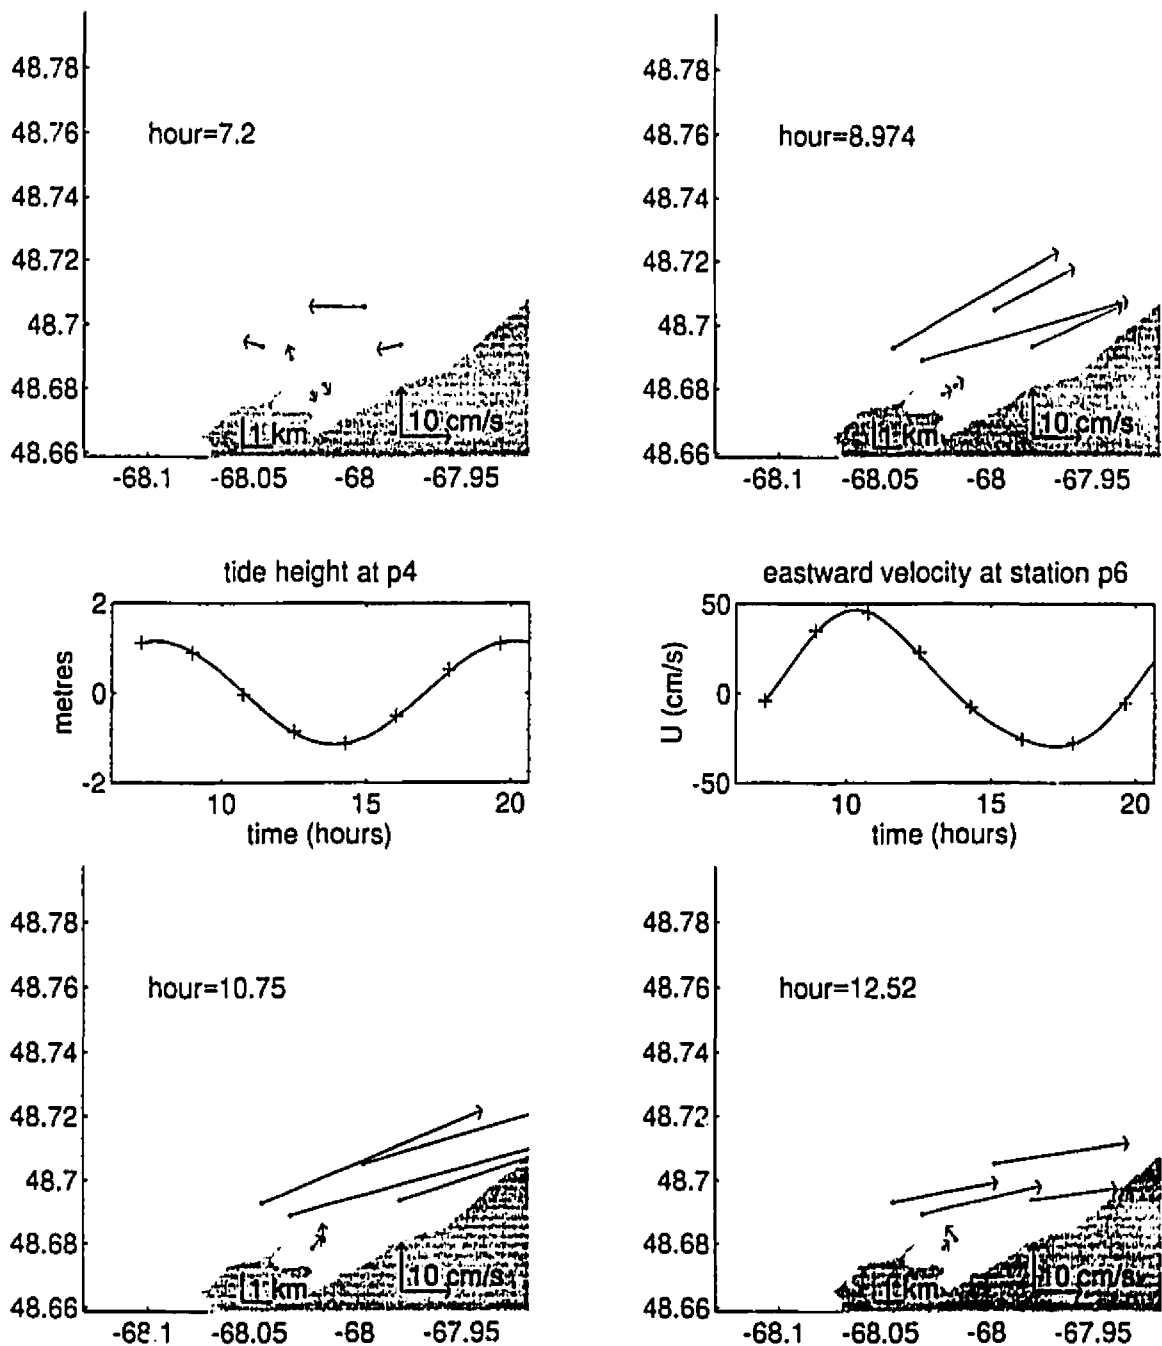 48.78
48.76
48.74
48.72
48.7
48.68
48.66
hour=7.2
1 km
10 cm/s
-68.1 -68.05 -68 -67.95
48.78
48.76
48.74
48.72
48.7
48.68
48.66
hour=8.974
1 km
10 cm/s
-68.1 -68.05 -68 -67.95
tide height at p4
2
0
-2
metres
10 15 20
time (hours)
eastward velocity at station p6
50
0
-50
U (cm/s)
10 15 20
time (hours)
48.78
48.76
48.74
48.72
48.7
48.68
48.66
hour=10.75
1 km
10 cm/s
-68.1 -68.05 -68 -67.95
48.78
48.76
48.74
48.72
48.7
48.68
48.66
hour=12.52
1 km
10 cm/s
-68.1 -68.05 -68 -67.95